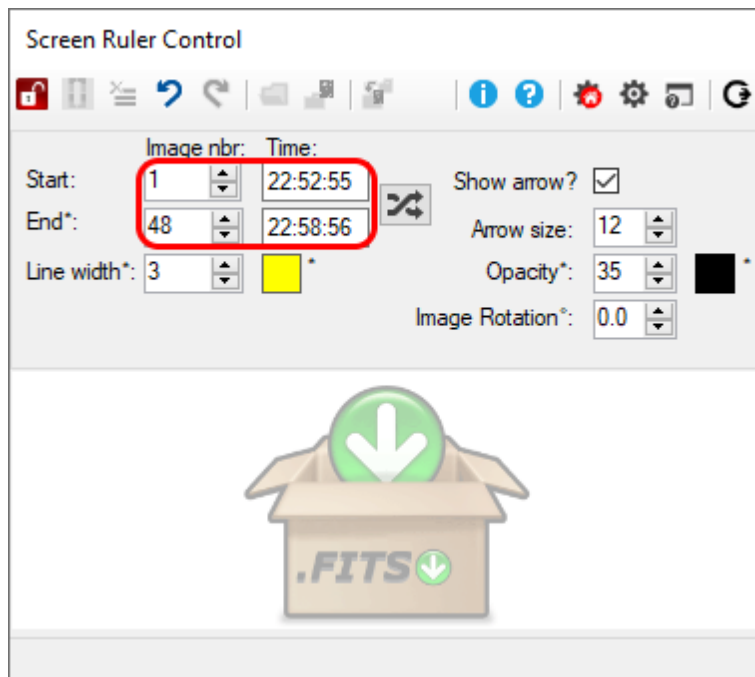 Screen Ruler Control
Image nbr: Time:
Start: 1 22:52:55 Show arrow?
End*: 48 22:58:56 Arrow size: 12
Line width*: 3 * Opacity*: 35 *
Image Rotation°: 0.0
.FITS